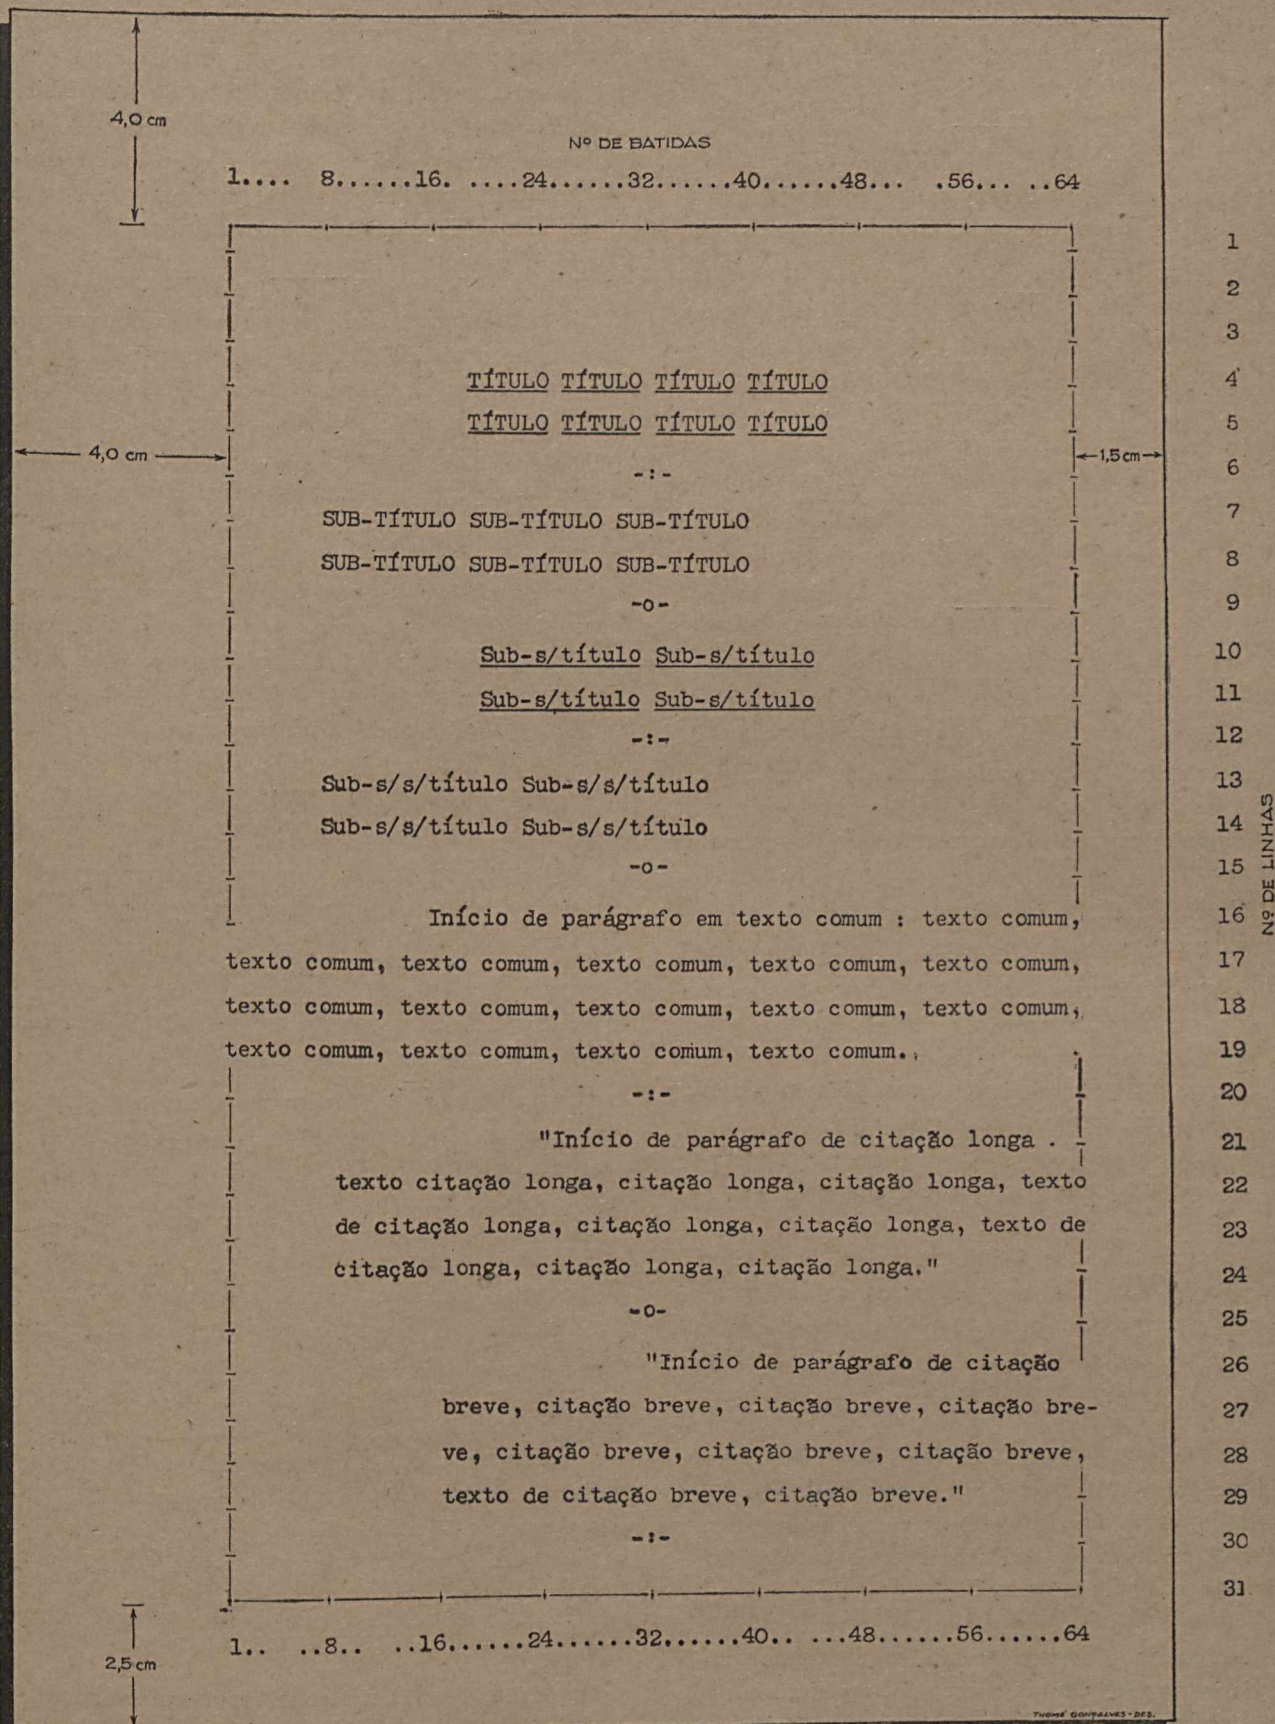 4,0 cm
Nº DE BATIDAS
1.... 8......16. ....24......32......40......48... .56... ..64
1
2
3
TÍTULO TÍTULO TÍTULO TÍTULO 4
TÍTULO TÍTULO TÍTULO TÍTULO 5
4,0 cm 1,5 cm
-:- 6
SUB-TÍTULO SUB-TÍTULO SUB-TÍTULO 7
SUB-TÍTULO SUB-TÍTULO SUB-TÍTULO 8
-o- 9
Sub-s/título Sub-s/título 10
Sub-s/título Sub-s/título 11
-:- 12
Sub-s/s/título Sub-s/s/título 13
Sub-s/s/título Sub-s/s/título 14
-o- 15
Início de parágrafo em texto comum : texto comum, 16
Nº DE LINHAS
texto comum, texto comum, texto comum, texto comum, texto comum, 17
texto comum, texto comum, texto comum, texto comum, texto comum, 18
texto comum, texto comum, texto comum, texto comum. 19
-:- 20
"Início de parágrafo de citação longa . 21
texto citação longa, citação longa, citação longa, texto 22
de citação longa, citação longa, citação longa, texto de 23
citação longa, citação longa, citação longa." 24
-o- 25
"Início de parágrafo de citação 26
breve, citação breve, citação breve, citação bre- 27
ve, citação breve, citação breve, citação breve, 28
texto de citação breve, citação breve." 29
-:- 30
31
1.. ..8.. ..16......24......32......40.. ...48......56......64
2,5 cm
THOMÉ GONÇALVES - DES.